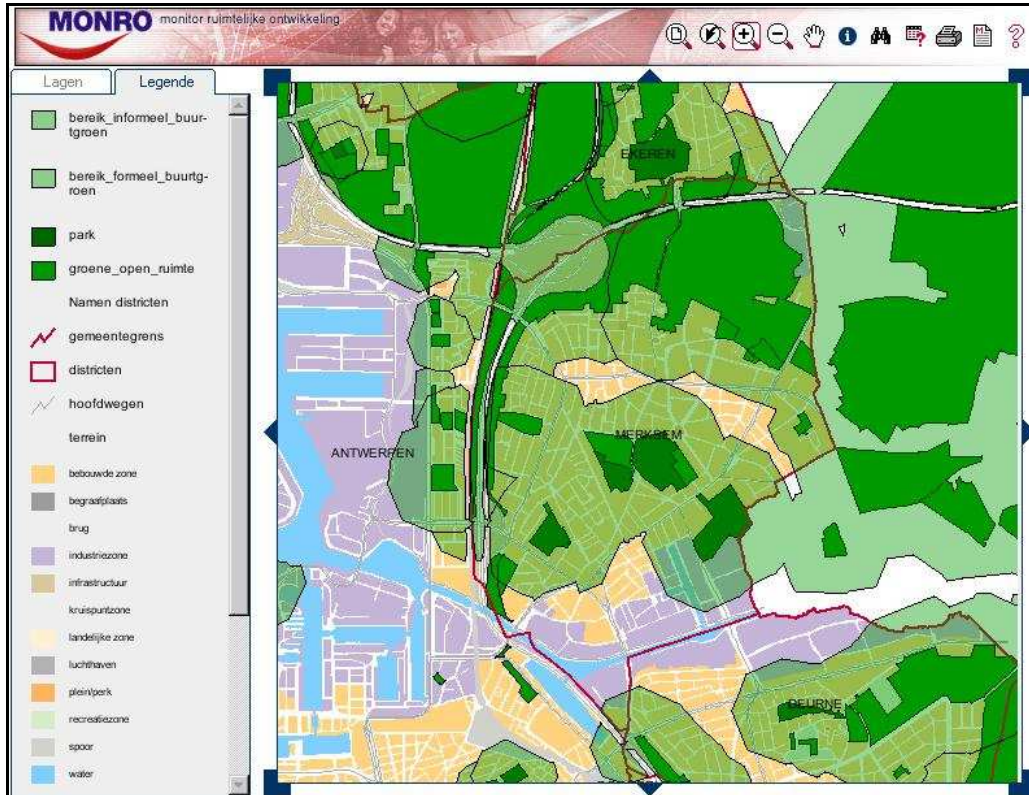 MONRO monitor ruimtelijke ontwikkeling
Lagen
Legende
bereik_informeel_buur-
tgroen
bereik_formeel_buurtg-
roen
park
groene_open_ruimte
Namen districten
gemeentegrens
districten
hoofdwegen
terrein
bebouwde zone
begraafplaats
brug
industriezone
infrastructuur
kruispuntzone
landelijke zone
luchthaven
plein/perk
recreatiezone
spoor
water
EKEREN
MERKSEM
ANTWERPEN
DEURNE